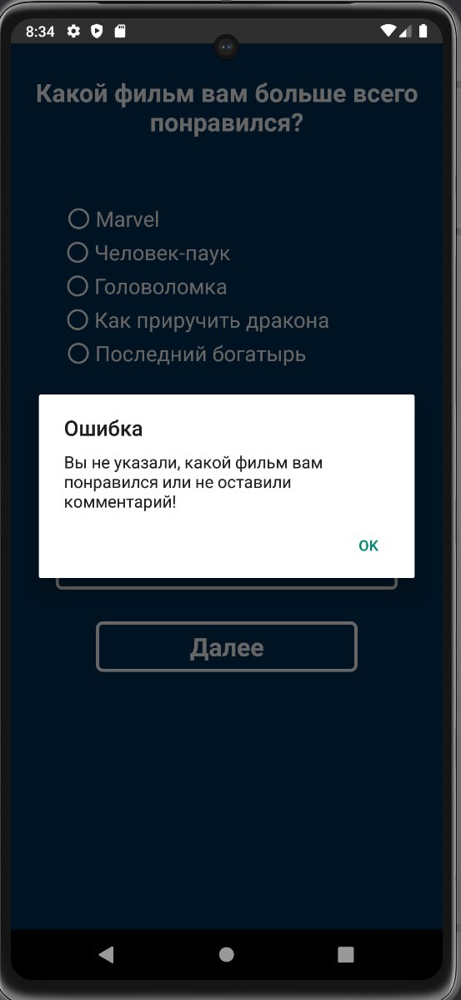 8:34
Какой фильм вам больше всего
понравился?
Marvel
Человек-паук
Головоломка
Как приручить дракона
Последний богатырь
Ошибка
Вы не указали, какой фильм вам
понравился или не оставили
комментарий!
OK
Далее